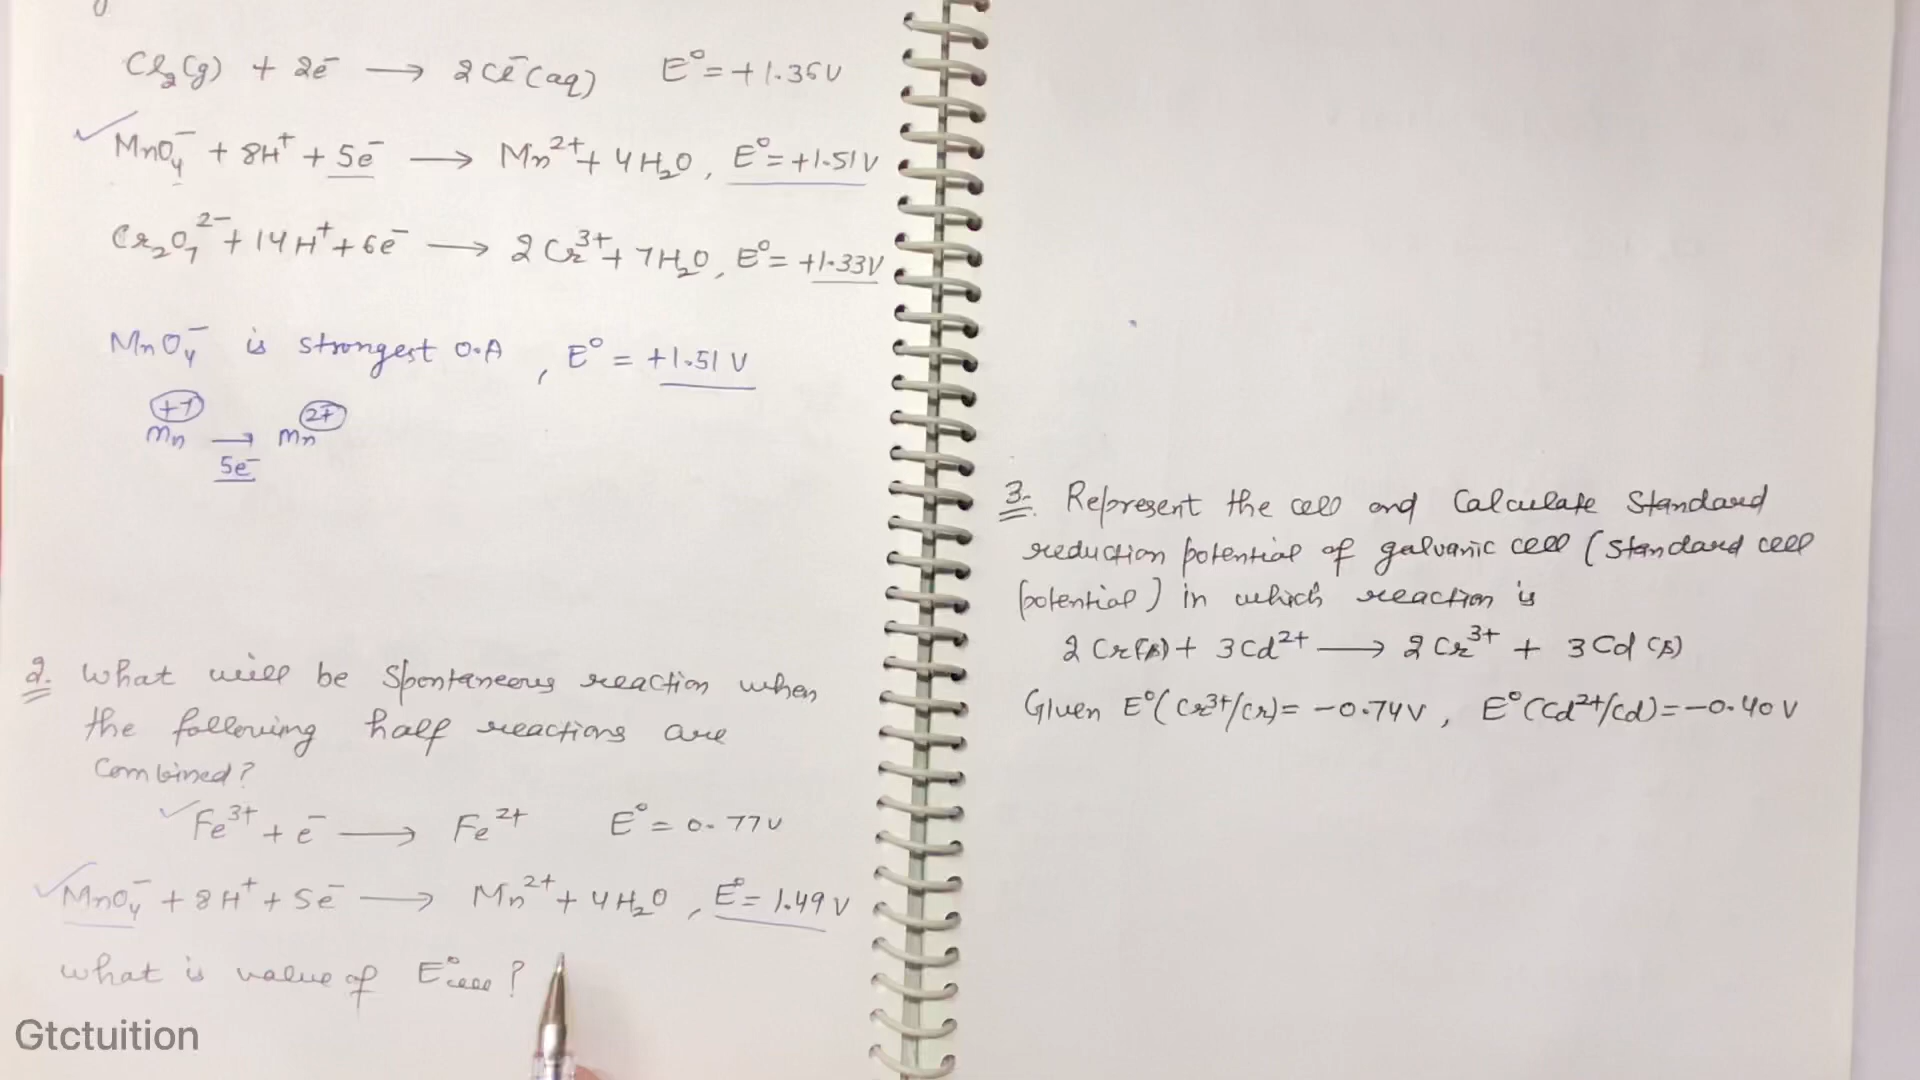 Cl₂(g) + 2e⁻ ⟶ 2Cl⁻(aq) E° = +1.36V
✓MnO₄⁻ + 8H⁺ + 5e⁻ ⟶ Mn²⁺ + 4H₂O, E° = +1.51V
Cr₂O₇²⁻ + 14H⁺ + 6e⁻ ⟶ 2Cr³⁺ + 7H₂O, E° = +1.33V
MnO₄⁻ is strongest O.A, E° = +1.51 V
+7 2+
Mn ⟶ Mn
5e⁻
2. What will be Spontaneous reaction when
the following half reactions are
Combined?
✓Fe³⁺ + e⁻ ⟶ Fe²⁺ E° = 0.77V
✓MnO₄⁻ + 8H⁺ + 5e⁻ ⟶ Mn²⁺ + 4H₂O, E° = 1.49 V
what is value of E°cell?
Gtctuition
3. Represent the cell and Calculate Standard
reduction potential of galvanic cell (Standard cell
potential) in which reaction is
2Cr(s) + 3Cd²⁺ ⟶ 2Cr³⁺ + 3Cd(s)
Given E°(Cr³⁺/Cr) = -0.74V, E°(Cd²⁺/Cd) = -0.40V